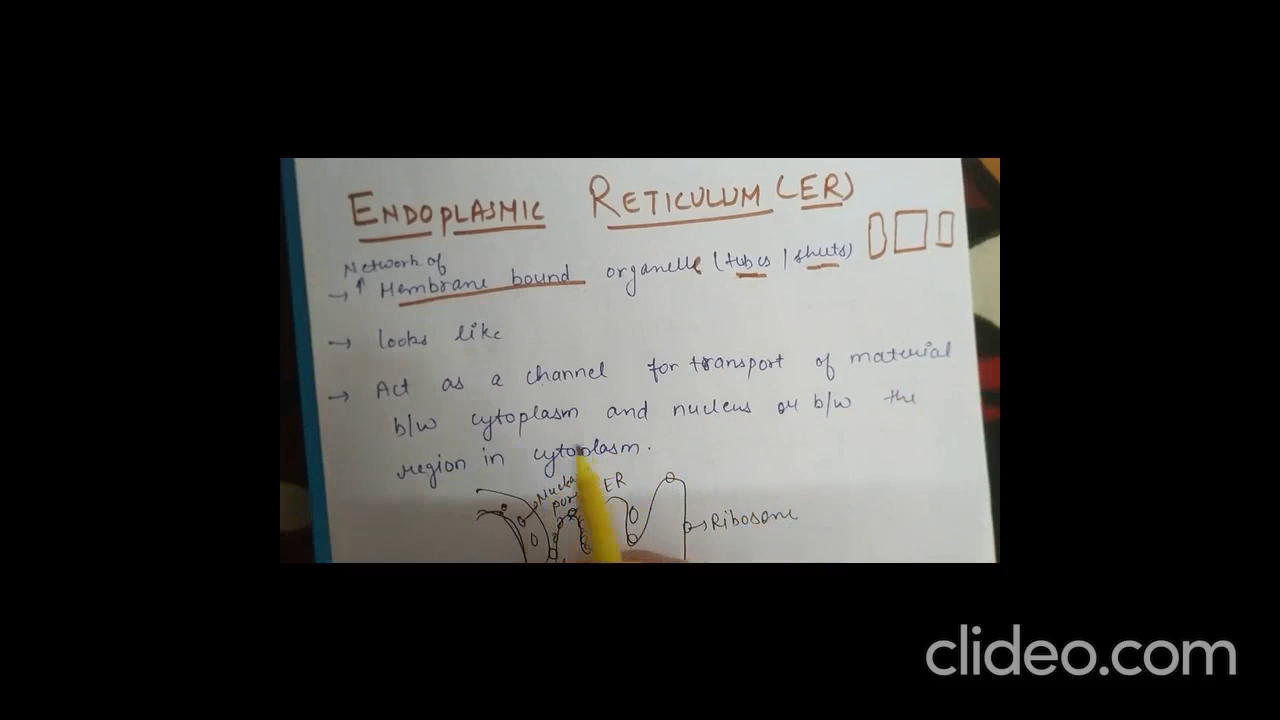 ENDOPLASMIC RETICULUM (ER)
Network of
→ Membrane bound organelle (tubes / sheets)
→ looks like
→ Act as a channel for transport of material
b/w cytoplasm and nucleus or b/w the
region in cytoplasm.
ER
→ Ribosome
clideo.com